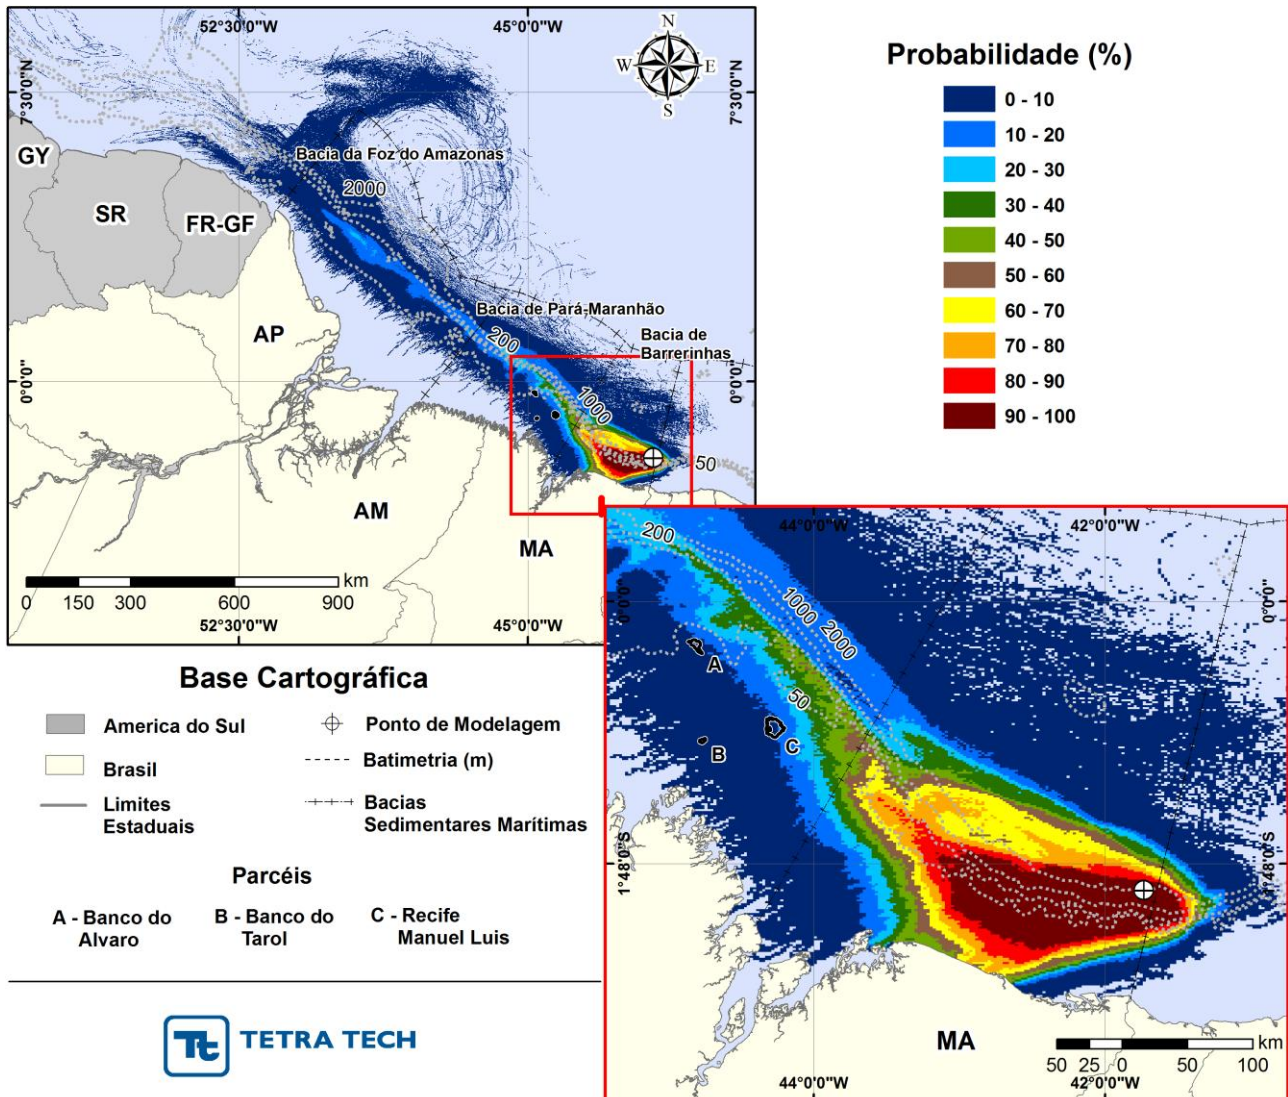 52°30'0"W
45°0'0"W
N
W
E
S
7°30'0"N
7°30'0"N
GY
SR
FR-GF
Bacia da Foz do Amazonas
2000
AP
Bacia de Pará-Maranhão
Bacia de
Barrerinhas
200
1000
50
0°0'0"
0°0'0"
AM
MA
km
0
150
300
600
900
52°30'0"W
45°0'0"W
Probabilidade (%)
0 - 10
10 - 20
20 - 30
30 - 40
40 - 50
50 - 60
60 - 70
70 - 80
80 - 90
90 - 100
44°0'0"W
42°0'0"W
200
1000
2000
50
0°0'0"
0°0'0"
A
B
C
1°48'0"S
1°48'0"S
MA
km
50 25 0 50 100
44°0'0"W
42°0'0"W
Base Cartográfica
America do Sul
Ponto de Modelagem
Brasil
Batimetria (m)
Limites
Estaduais
Bacias
Sedimentares Marítimas
Parcéis
A - Banco do
Alvaro
B - Banco do
Tarol
C - Recife
Manuel Luis
Tt
TETRA TECH